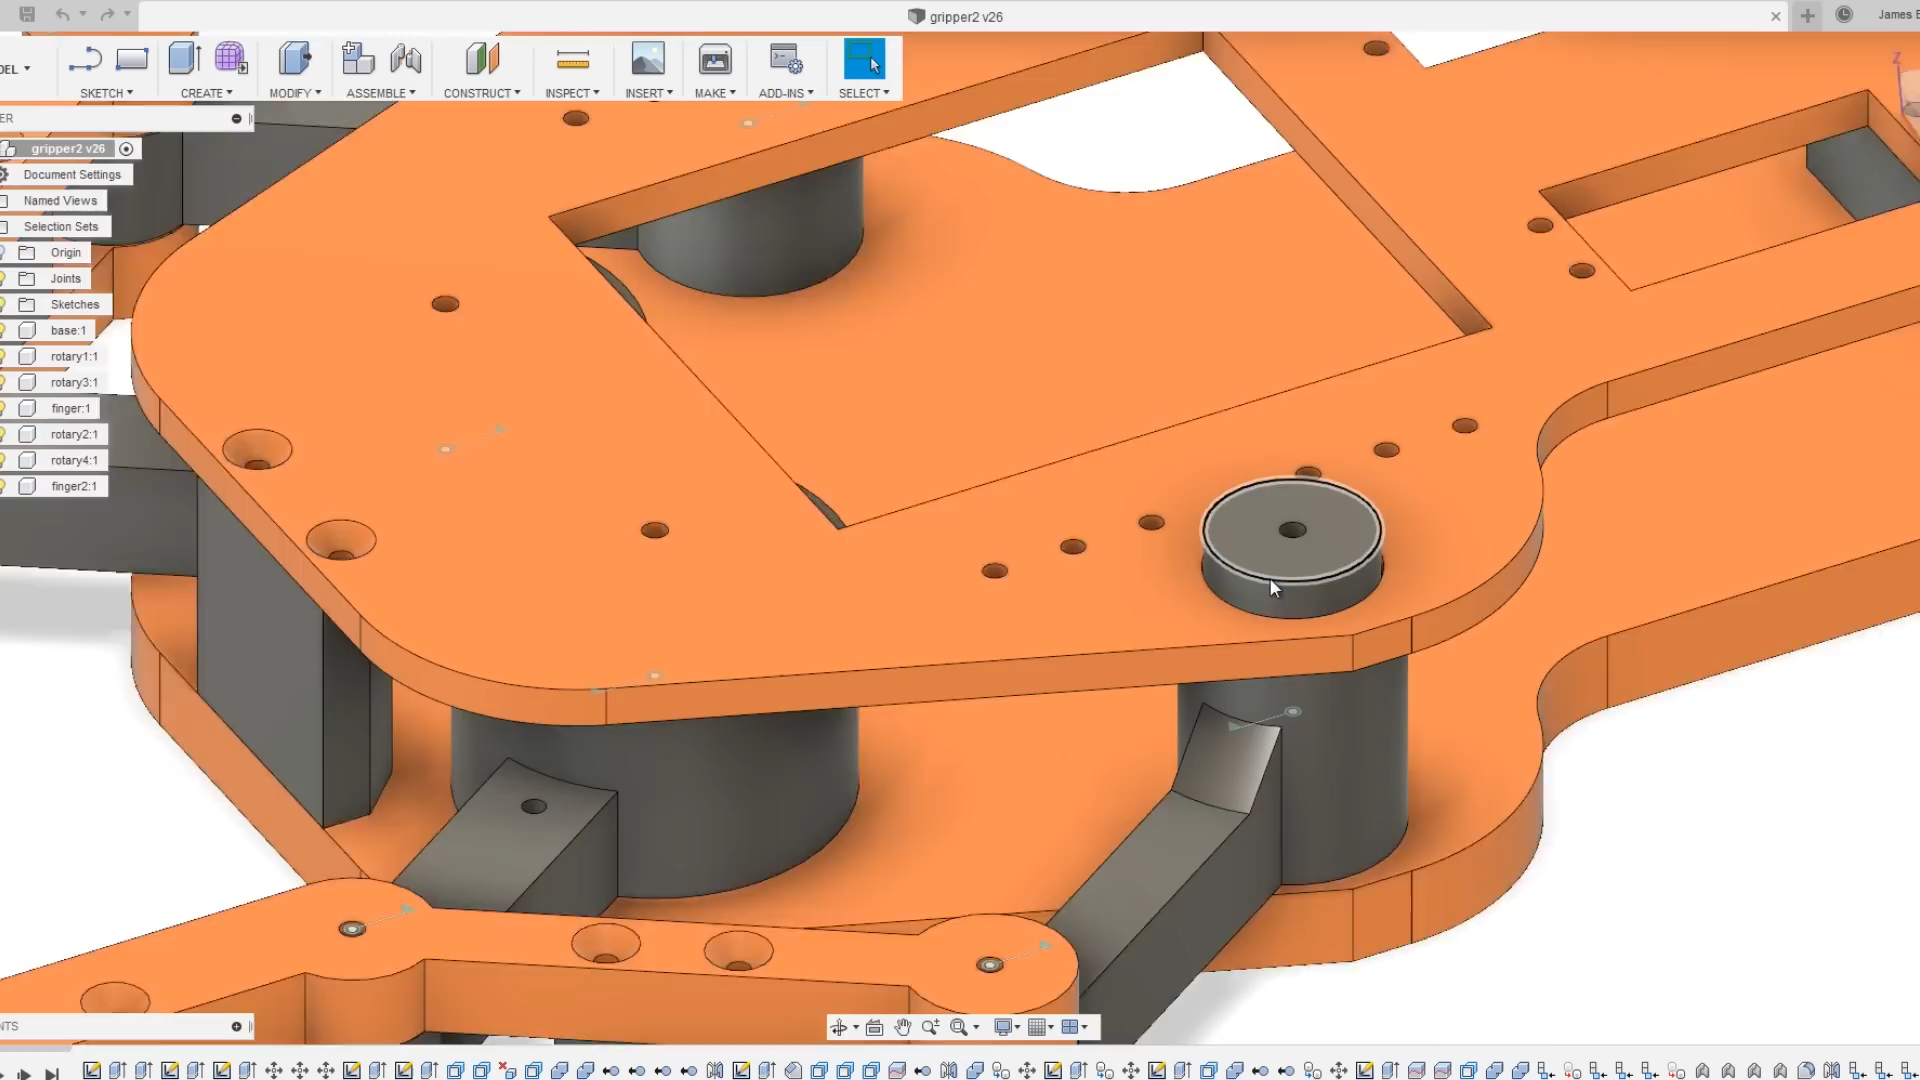 gripper2 v26
James B
DEL
SKETCH
CREATE
MODIFY
ASSEMBLE
CONSTRUCT
INSPECT
INSERT
MAKE
ADD-INS
SELECT
ER
gripper2 v26
Document Settings
Named Views
Selection Sets
Origin
Joints
Sketches
base:1
rotary1:1
rotary3:1
finger:1
rotary2:1
rotary4:1
finger2:1
Z
NTS